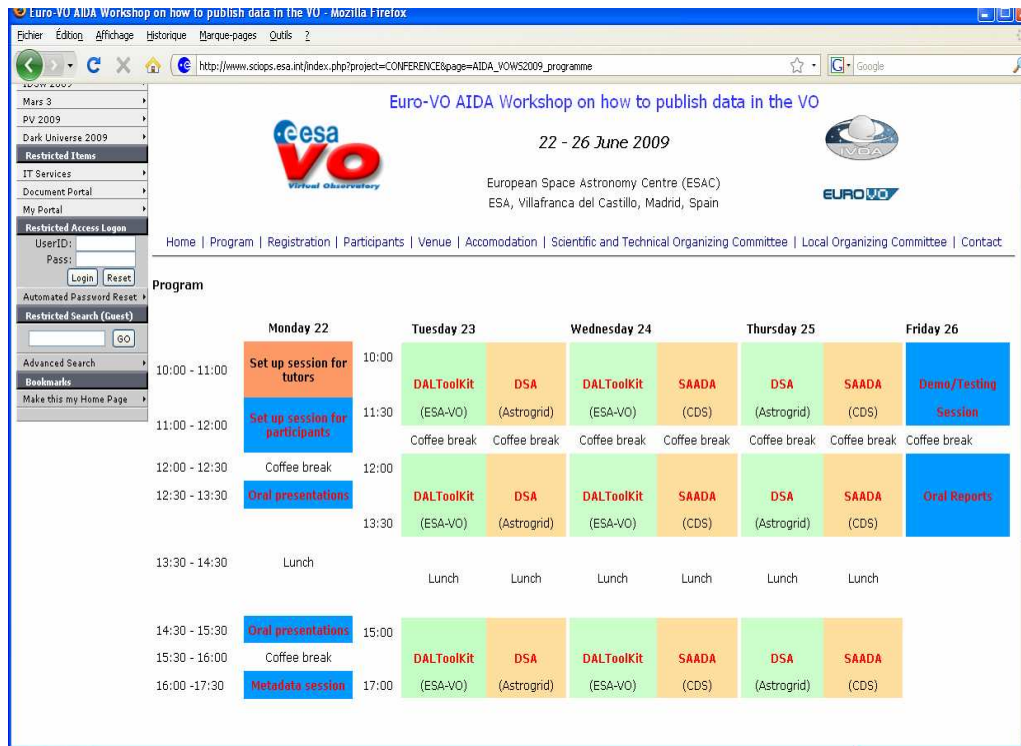 Euro-VO AIDA Workshop on how to publish data in the VO - Mozilla Firefox
Fichier Édition Affichage Historique Marque-pages Outils ?
http://www.sciops.esa.int/index.php?project=CONFERENCE&page=AIDA_VOWS2009_programme
Google
Mars 3
PV 2009
Dark Universe 2009
Restricted Items
IT Services
Document Portal
My Portal
Restricted Access Logon
UserID:
Pass:
Login Reset
Automated Password Reset
Restricted Search (Guest)
GO
Advanced Search
Bookmarks
Make this my Home Page
Euro-VO AIDA Workshop on how to publish data in the VO
esa
VO
Virtual Observatory
22 - 26 June 2009
IVOA
European Space Astronomy Centre (ESAC)
ESA, Villafranca del Castillo, Madrid, Spain
EURO VO
Home | Program | Registration | Participants | Venue | Accomodation | Scientific and Technical Organizing Committee | Local Organizing Committee | Contact
Program
Monday 22 Tuesday 23 Wednesday 24 Thursday 25 Friday 26
10:00 - 11:00 Set up session for tutors 10:00
DALToolKit DSA DALToolKit SAADA DSA SAADA Demo/Testing Session
11:00 - 12:00 Set up session for participants 11:30 (ESA-VO) (Astrogrid) (ESA-VO) (CDS) (Astrogrid) (CDS)
Coffee break Coffee break Coffee break Coffee break Coffee break Coffee break Coffee break
12:00 - 12:30 Coffee break 12:00
12:30 - 13:30 Oral presentations DALToolKit DSA DALToolKit SAADA DSA SAADA Oral Reports
13:30 (ESA-VO) (Astrogrid) (ESA-VO) (CDS) (Astrogrid) (CDS)
13:30 - 14:30 Lunch
Lunch Lunch Lunch Lunch Lunch Lunch
14:30 - 15:30 Oral presentations 15:00
15:30 - 16:00 Coffee break DALToolKit DSA DALToolKit SAADA DSA SAADA
16:00 -17:30 Metadata session 17:00 (ESA-VO) (Astrogrid) (ESA-VO) (CDS) (Astrogrid) (CDS)